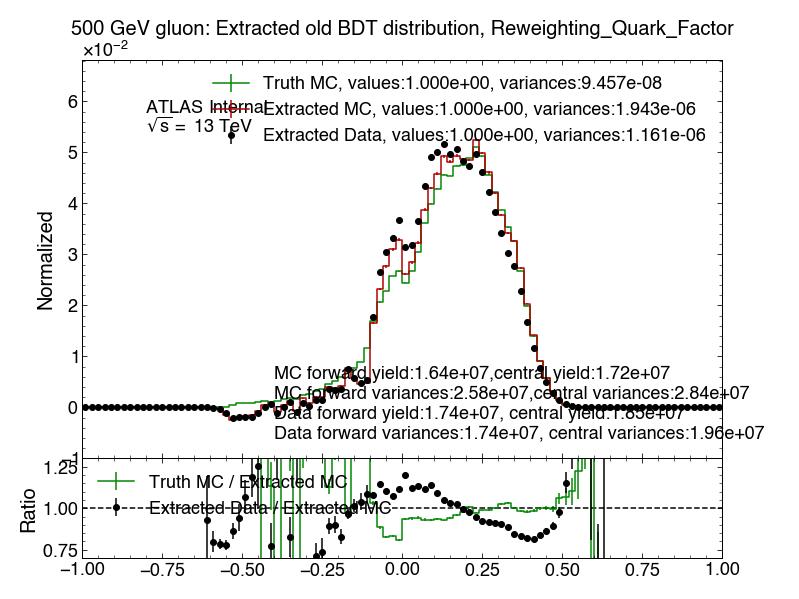 500 GeV gluon: Extracted old BDT distribution, Reweighting_Quark_Factor
×10⁻²
Truth MC, values:1.000e+00, variances:9.457e-08
ATLAS Internal
Extracted MC, values:1.000e+00, variances:1.943e-06
√s = 13 TeV
Extracted Data, values:1.000e+00, variances:1.161e-06
6
5
4
3
2
1
0
−1
Normalized
MC forward yield:1.64e+07,central yield:1.72e+07
MC forward variances:2.58e+07,central variances:2.84e+07
Data forward yield:1.74e+07, central yield:1.85e+07
Data forward variances:1.74e+07, central variances:1.96e+07
1.25
1.00
0.75
Ratio
Truth MC / Extracted MC
Extracted Data / Extracted MC
−1.00 −0.75 −0.50 −0.25 0.00 0.25 0.50 0.75 1.00